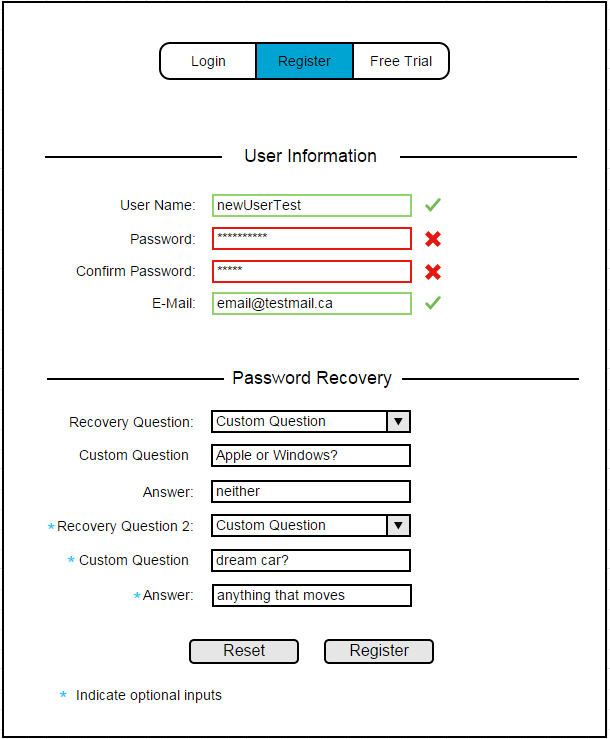 Login Register Free Trial
User Information
User Name: newUserTest
Password: **********
Confirm Password: *****
E-Mail: email@testmail.ca
Password Recovery
Recovery Question: Custom Question
Custom Question Apple or Windows?
Answer: neither
*Recovery Question 2: Custom Question
* Custom Question dream car?
*Answer: anything that moves
Reset Register
* Indicate optional inputs